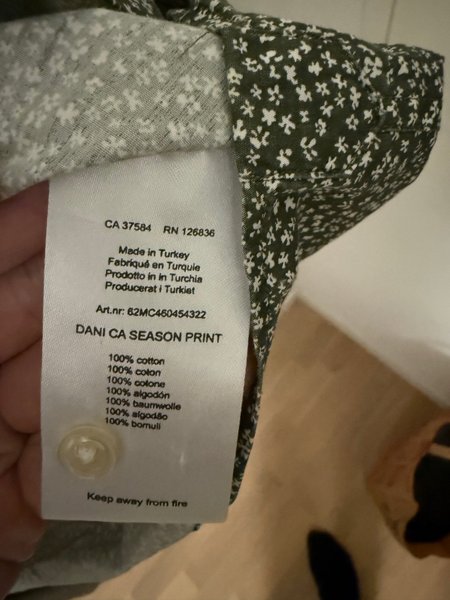 CA 37584 RN 126836
Made in Turkey
Fabriqué en Turquie
Prodotto in in Turchia
Producerat i Turkiet
Art.nr: 62MC460454322
DANI CA SEASON PRINT
100% cotton
100% coton
100% cotone
100% algodón
100% baumwolle
100% algodão
100% bomull
Keep away from fire